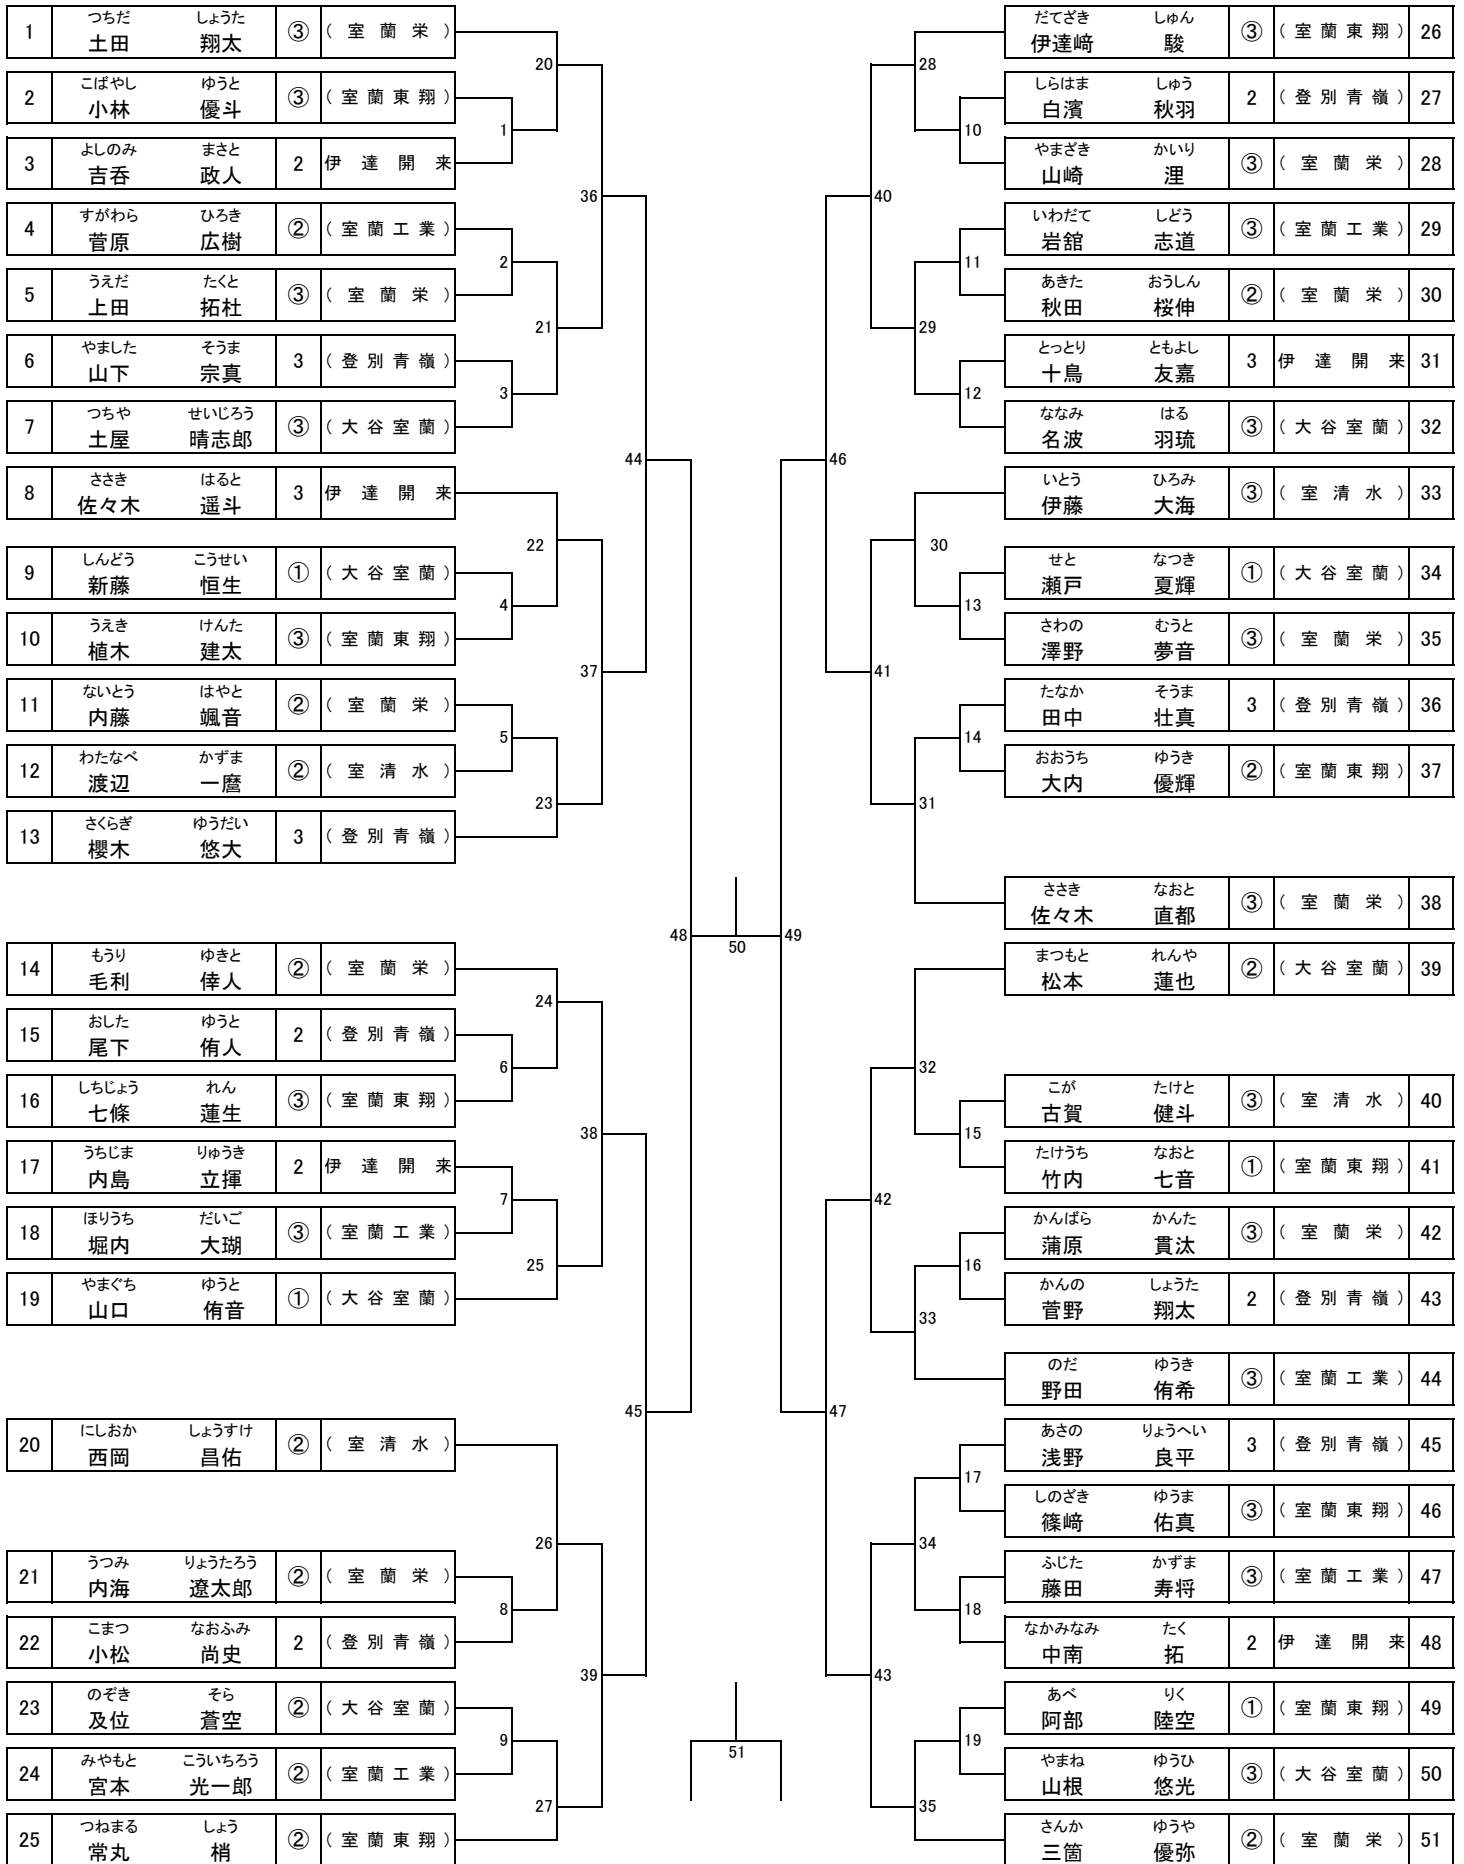 つちだ しょうた
1 土田 翔太 ③ (室蘭栄)
こばやし ゆうと
2 小林 優斗 ③ (室蘭東翔)
よしのみ まさと
3 吉呑 政人 2 伊達開来
すがわら ひろき
4 菅原 広樹 ② (室蘭工業)
うえだ たくと
5 上田 拓杜 ③ (室蘭栄)
やました そうま
6 山下 宗真 3 (登別青嶺)
つちや せいじろう
7 土屋 晴志郎 ③ (大谷室蘭)
ささき はると
8 佐々木 遥斗 3 伊達開来
しんどう こうせい
9 新藤 恒生 ① (大谷室蘭)
うえき けんた
10 植木 建太 ③ (室蘭東翔)
ないとう はやと
11 内藤 颯音 ② (室蘭栄)
わたなべ かずま
12 渡辺 一麿 ② (室清水)
さくらぎ ゆうだい
13 櫻木 悠大 3 (登別青嶺)
もうり ゆきと
14 毛利 倖人 ② (室蘭栄)
おした ゆうと
15 尾下 侑人 2 (登別青嶺)
しちじょう れん
16 七條 蓮生 ③ (室蘭東翔)
うちじま りゅうき
17 内島 立揮 2 伊達開来
ほりうち だいご
18 堀内 大瑚 ③ (室蘭工業)
やまぐち ゆうと
19 山口 侑音 ① (大谷室蘭)
にしおか しょうすけ
20 西岡 昌佑 ② (室清水)
うつみ りょうたろう
21 内海 遼太郎 ② (室蘭栄)
こまつ なおふみ
22 小松 尚史 2 (登別青嶺)
のぞき そら
23 及位 蒼空 ② (大谷室蘭)
みやもと こういちろう
24 宮本 光一郎 ② (室蘭工業)
つねまる しょう
25 常丸 梢 ② (室蘭東翔)
1
2
3
4
5
6
7
8
9
20
21
22
23
24
25
26
27
36
37
38
39
44
45
48
50
51
49
46
47
40
41
42
43
28
29
30
31
32
33
34
35
10
11
12
13
14
15
16
17
18
19
だてざき しゅん
伊達﨑 駿 ③ (室蘭東翔) 26
しらはま しゅう
白濱 秋羽 2 (登別青嶺) 27
やまざき かいり
山崎 浬 ③ (室蘭栄) 28
いわだて しどう
岩舘 志道 ③ (室蘭工業) 29
あきた おうしん
秋田 桜伸 ② (室蘭栄) 30
とっとり ともよし
十鳥 友嘉 3 伊達開来 31
ななみ はる
名波 羽琉 ③ (大谷室蘭) 32
いとう ひろみ
伊藤 大海 ③ (室清水) 33
せと なつき
瀬戸 夏輝 ① (大谷室蘭) 34
さわの むうと
澤野 夢音 ③ (室蘭栄) 35
たなか そうま
田中 壮真 3 (登別青嶺) 36
おおうち ゆうき
大内 優輝 ② (室蘭東翔) 37
ささき なおと
佐々木 直都 ③ (室蘭栄) 38
まつもと れんや
松本 蓮也 ② (大谷室蘭) 39
こが たけと
古賀 健斗 ③ (室清水) 40
たけうち なおと
竹内 七音 ① (室蘭東翔) 41
かんばら かんた
蒲原 貫汰 ③ (室蘭栄) 42
かんの しょうた
菅野 翔太 2 (登別青嶺) 43
のだ ゆうき
野田 侑希 ③ (室蘭工業) 44
あさの りょうへい
浅野 良平 3 (登別青嶺) 45
しのざき ゆうま
篠﨑 佑真 ③ (室蘭東翔) 46
ふじた かずま
藤田 寿将 ③ (室蘭工業) 47
なかみなみ たく
中南 拓 2 伊達開来 48
あべ りく
阿部 陸空 ① (室蘭東翔) 49
やまね ゆうひ
山根 悠光 ③ (大谷室蘭) 50
さんか ゆうや
三箇 優弥 ② (室蘭栄) 51